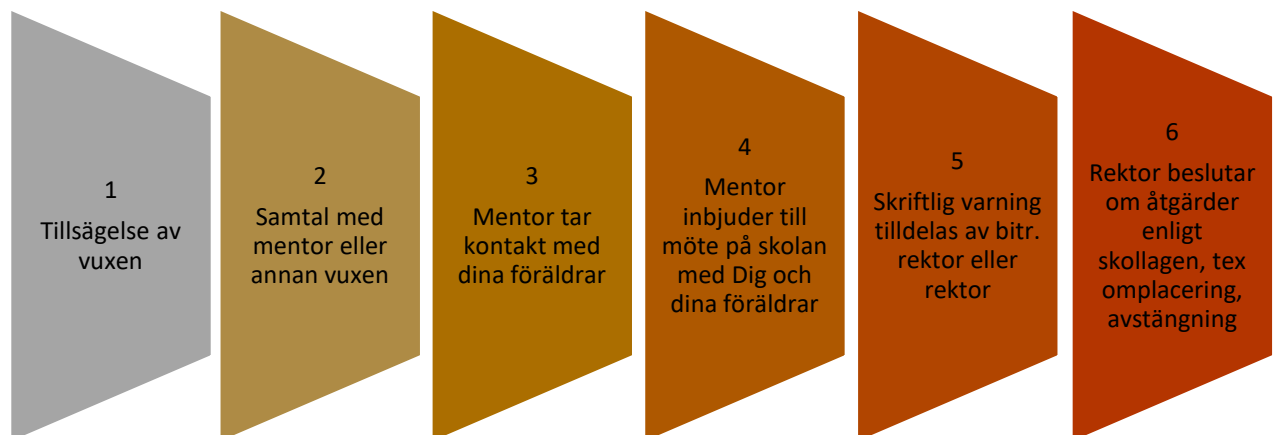 1
Tillsägelse av
vuxen
2
Samtal med
mentor eller
annan vuxen
3
Mentor tar
kontakt med
dina föräldrar
4
Mentor
inbjuder till
möte på skolan
med Dig och
dina föräldrar
5
Skriftlig varning
tilldelas av bitr.
rektor eller
rektor
6
Rektor beslutar
om åtgärder
enligt
skollagen, tex
omplacering,
avstängning